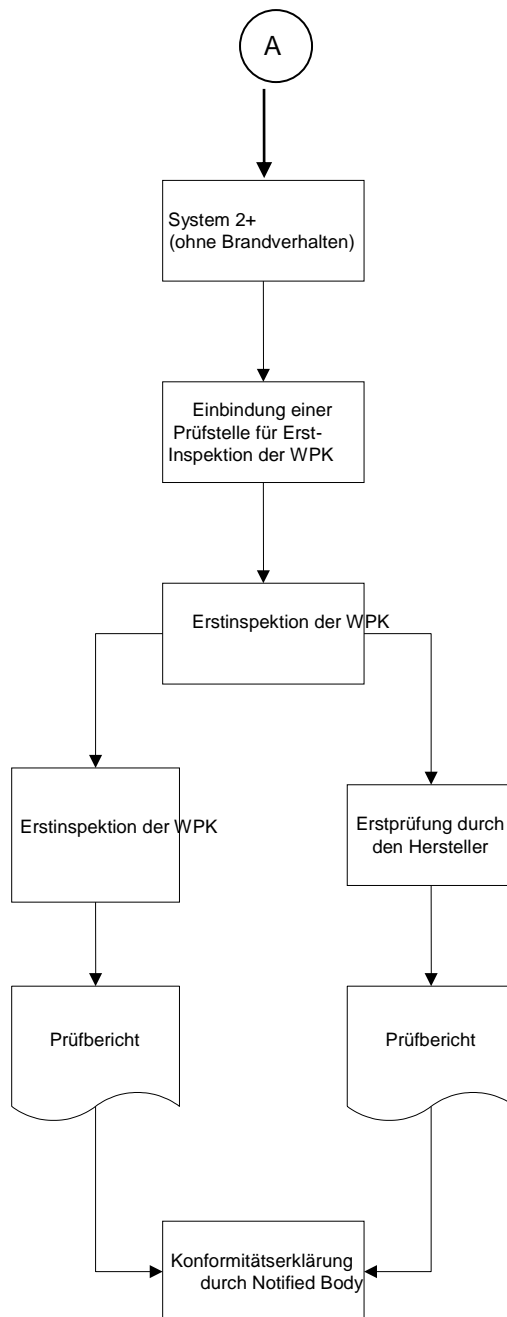 A
System 2+
(ohne Brandverhalten)
Einbindung einer
Prüfstelle für Erst-
Inspektion der WPK
Erstinspektion der WPK
Erstinspektion der WPK
Erstprüfung durch
den Hersteller
Prüfbericht
Prüfbericht
Konformitätserklärung
durch Notified Body